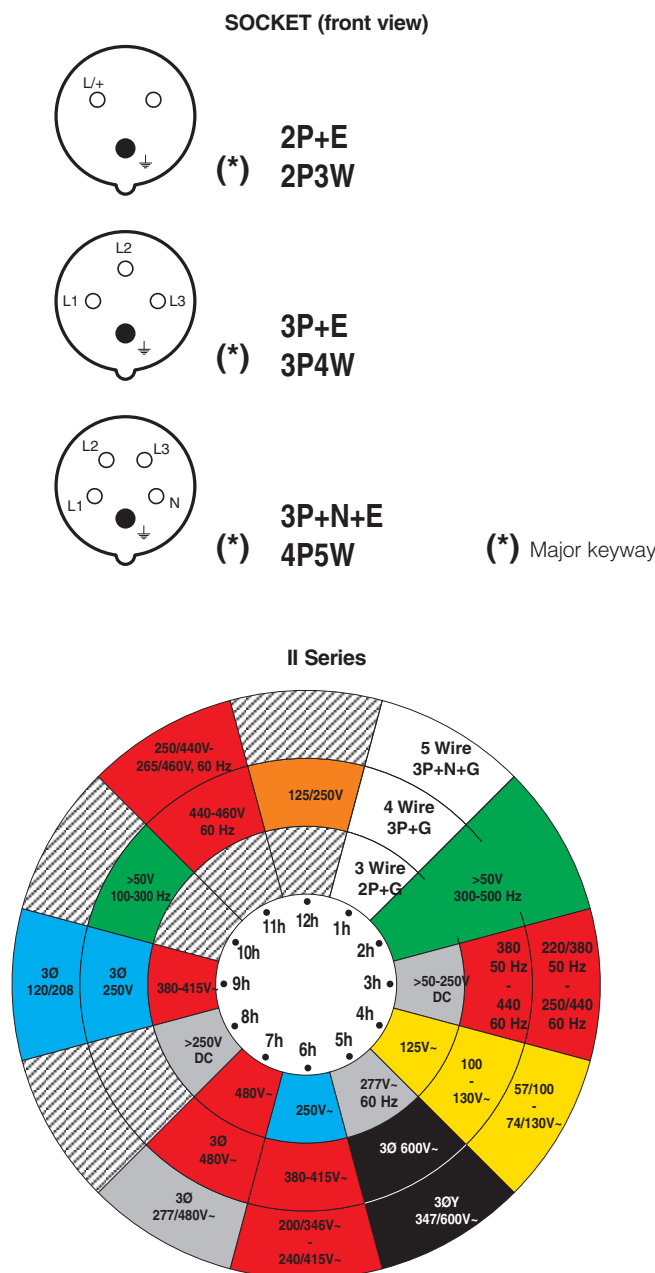 SOCKET (front view)
L/+
(*)
2P+E
2P3W
L2
L1
L3
(*)
3P+E
3P4W
L2
L3
L1
N
(*)
3P+N+E
4P5W
(*) Major keyway
II Series
250/440V-
265/460V, 60 Hz
5 Wire
3P+N+G
440-460V
60 Hz
125/250V
4 Wire
3P+G
3 Wire
2P+G
>50V
100-300 Hz
>50V
300-500 Hz
12h
1h
2h
3h
4h
5h
6h
7h
8h
9h
10h
11h
3Ø
120/208
3Ø
250V
380-415V~
>50-250V
DC
380
50 Hz
-
440
60 Hz
220/380
50 Hz
-
250/440
60 Hz
>250V
DC
125V~
100
-
130V~
57/100
-
74/130V~
480V~
250V~
277V~
60 Hz
3Ø
480V~
380-415V~
3Ø 600V~
3Ø
277/480V~
200/346V~
-
240/415V~
3ØY
347/600V~